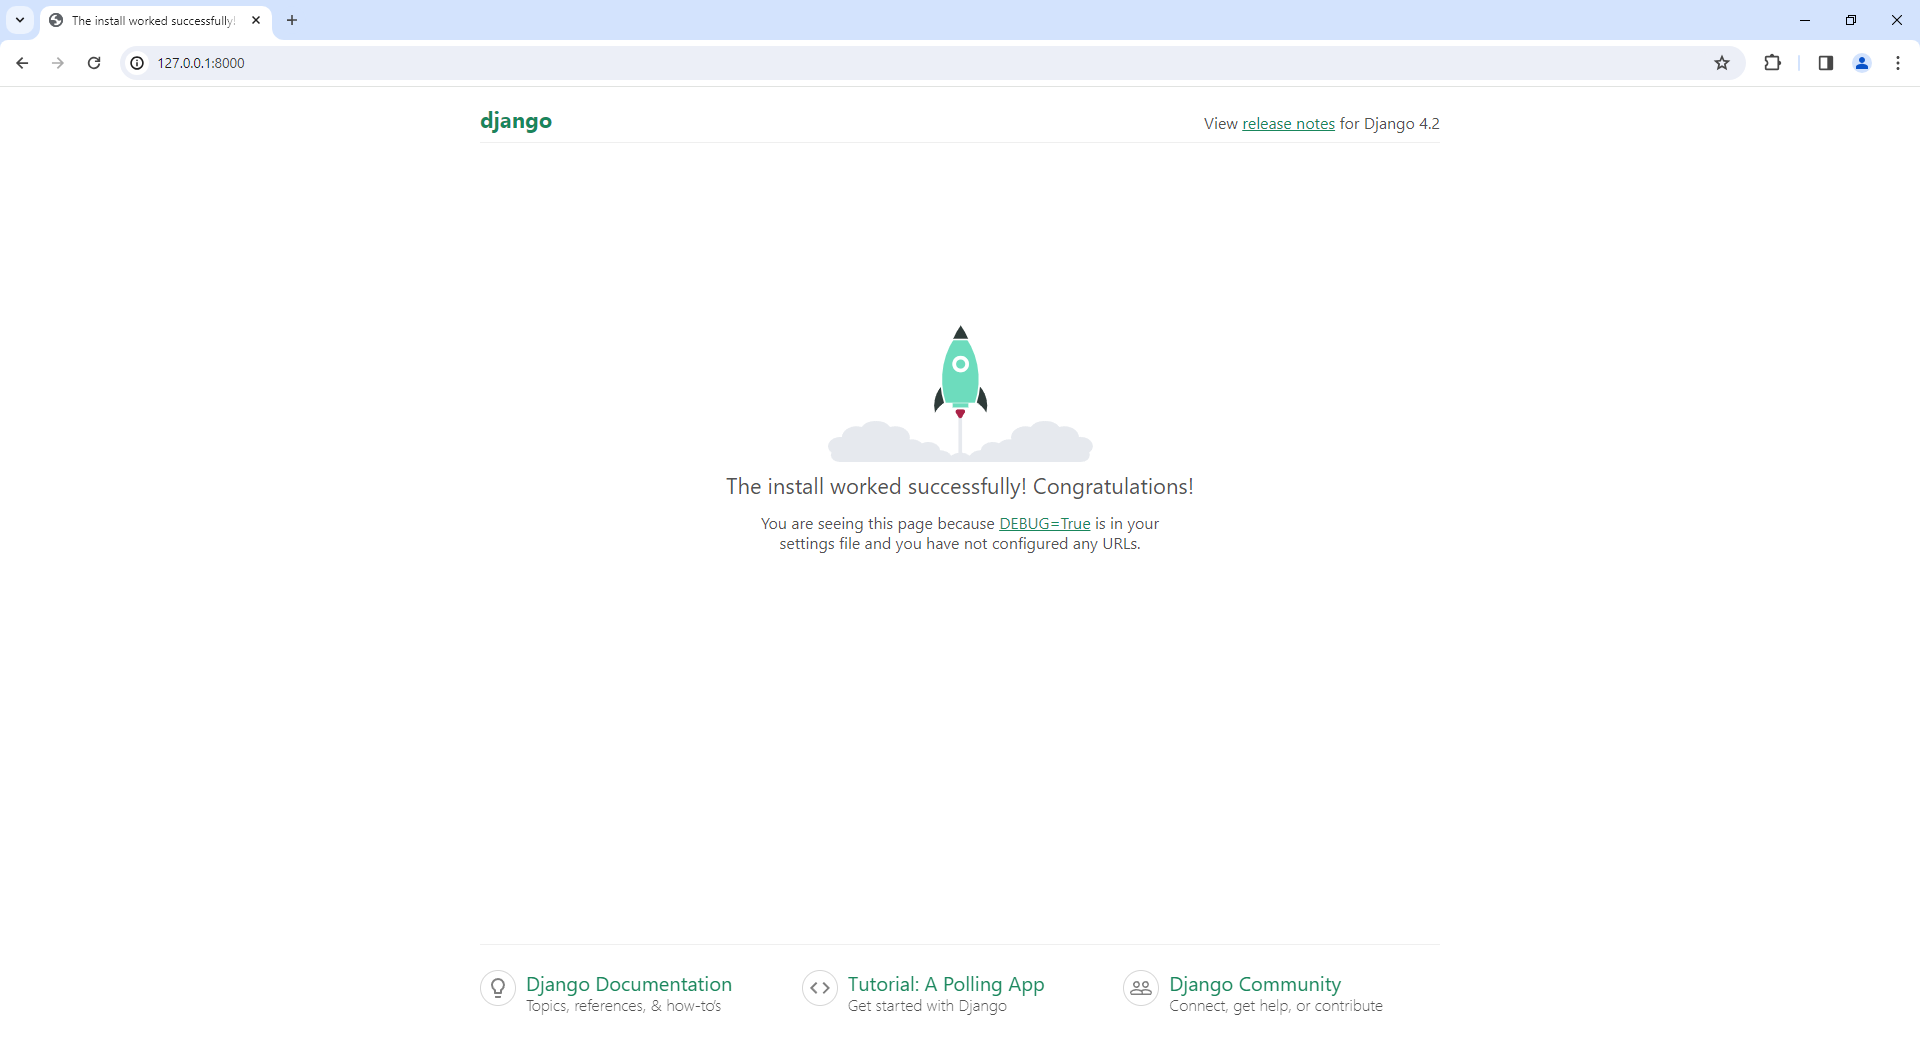 The install worked successfully!
127.0.0.1:8000
django
View release notes for Django 4.2
The install worked successfully! Congratulations!
You are seeing this page because DEBUG=True is in your
settings file and you have not configured any URLs.
Django Documentation
Topics, references, & how-to's
Tutorial: A Polling App
Get started with Django
Django Community
Connect, get help, or contribute